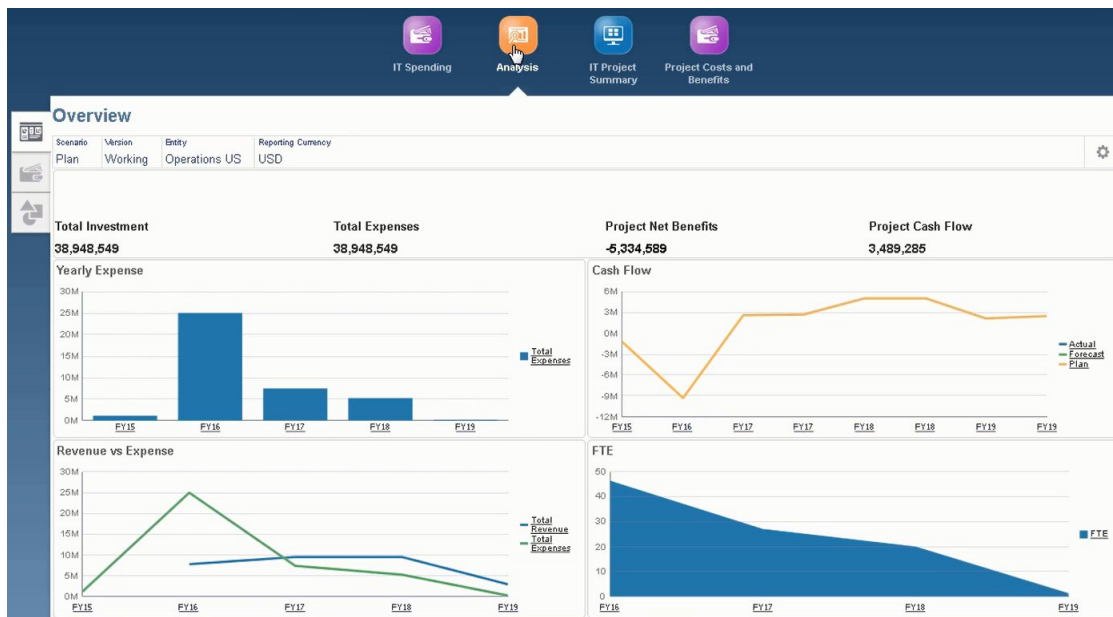 IT Spending
Analysis
IT Project
Summary
Project Costs and
Benefits
Overview
Scenario Version Entity Reporting Currency
Plan Working Operations US USD
Total Investment Total Expenses Project Net Benefits Project Cash Flow
38,948,549 38,948,549 -5,334,589 3,489,285
Yearly Expense
30M
25M
20M
15M
10M
5M
0M
FY15 FY16 FY17 FY18 FY19
Total
Expenses
Cash Flow
6M
3M
0M
-3M
-6M
-9M
-12M
FY15 FY16 FY17 FY17 FY18 FY18 FY19 FY19
Actual
Forecast
Plan
Revenue vs Expense
30M
25M
20M
15M
10M
5M
0M
FY15 FY16 FY17 FY18 FY19
Total
Revenue
Total
Expenses
FTE
50
40
30
20
10
0
FY16 FY17 FY18 FY19
FTE